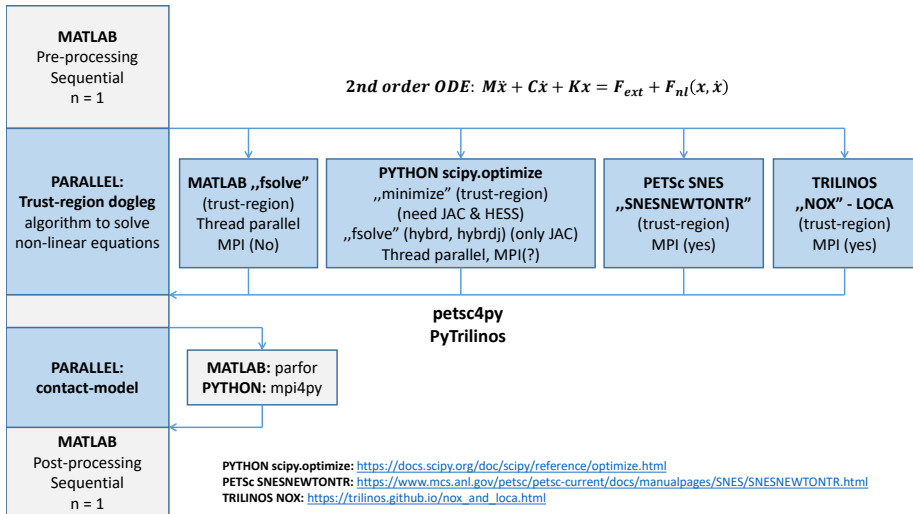 MATLAB
Pre-processing
Sequential
n = 1
2nd order ODE: Mẍ + Cẋ + Kx = F_ext + F_nl(x, ẋ)
PARALLEL:
Trust-region dogleg
algorithm to solve
non-linear equations
MATLAB ,,fsolve”
(trust-region)
Thread parallel
MPI (No)
PYTHON scipy.optimize
,,minimize” (trust-region)
(need JAC & HESS)
,,fsolve” (hybrd, hybrdj) (only JAC)
Thread parallel, MPI(?)
PETSc SNES
,,SNESNEWTONTR”
(trust-region)
MPI (yes)
TRILINOS
,,NOX” - LOCA
(trust-region)
MPI (yes)
petsc4py
PyTrilinos
PARALLEL:
contact-model
MATLAB: parfor
PYTHON: mpi4py
MATLAB
Post-processing
Sequential
n = 1
PYTHON scipy.optimize: https://docs.scipy.org/doc/scipy/reference/optimize.html
PETSc SNESNEWTONTR: https://www.mcs.anl.gov/petsc/petsc-current/docs/manualpages/SNES/SNESNEWTONTR.html
TRILINOS NOX: https://trilinos.github.io/nox_and_loca.html